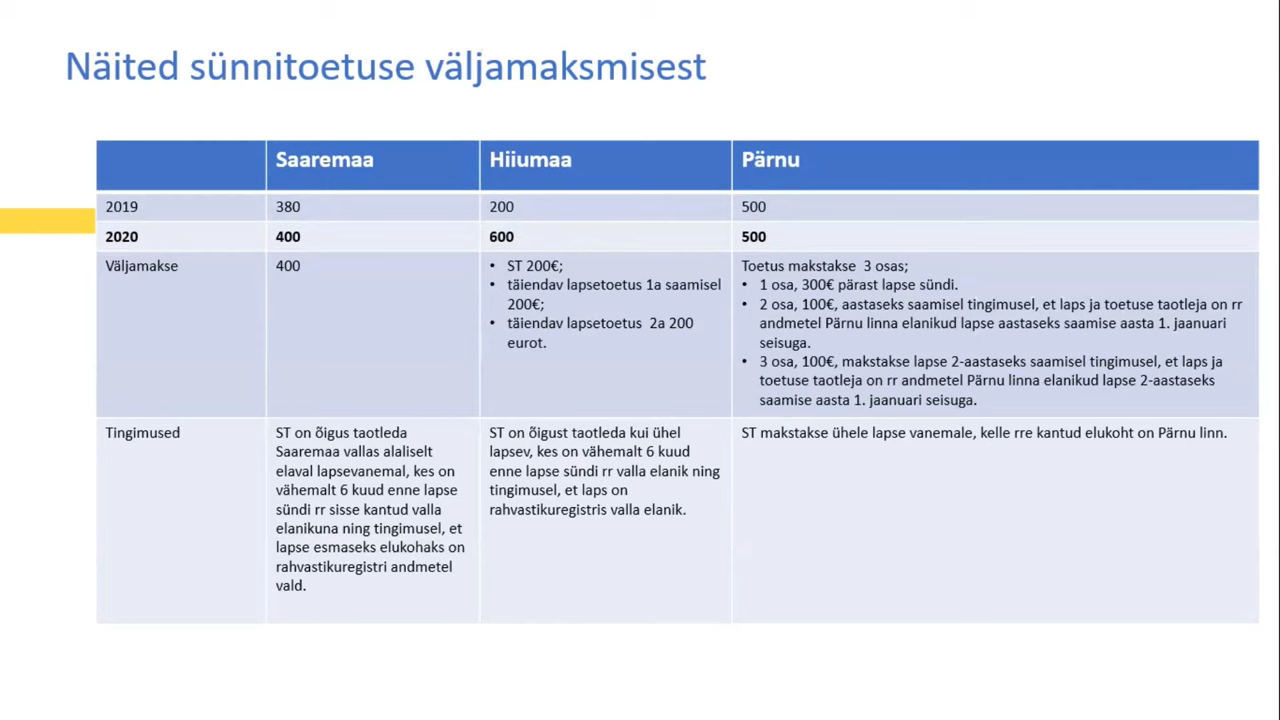 Näited sünnitoetuse väljamaksmisest
Saaremaa
Hiiumaa
Pärnu
2019
380
200
500
2020
400
600
500
Väljamakse
400
• ST 200€;
• täiendav lapsetoetus 1a saamisel
200€;
• täiendav lapsetoetus 2a 200
eurot.
Toetus makstakse 3 osas;
• 1 osa, 300€ pärast lapse sündi.
• 2 osa, 100€, aastaseks saamisel tingimusel, et laps ja toetuse taotleja on rr
andmetel Pärnu linna elanikud lapse aastaseks saamise aasta 1. jaanuari
seisuga.
• 3 osa, 100€, makstakse lapse 2-aastaseks saamisel tingimusel, et laps ja
toetuse taotleja on rr andmetel Pärnu linna elanikud lapse 2-aastaseks
saamise aasta 1. jaanuari seisuga.
Tingimused
ST on õigus taotleda
Saaremaa vallas alaliselt
elaval lapsevanemal, kes on
vähemalt 6 kuud enne lapse
sündi rr sisse kantud valla
elanikuna ning tingimusel, et
lapse esmaseks elukohaks on
rahvastikuregistri andmetel
vald.
ST on õigust taotleda kui ühel
lapsev, kes on vähemalt 6 kuud
enne lapse sündi rr valla elanik ning
tingimusel, et laps on
rahvastikuregistris valla elanik.
ST makstakse ühele lapse vanemale, kelle rre kantud elukoht on Pärnu linn.